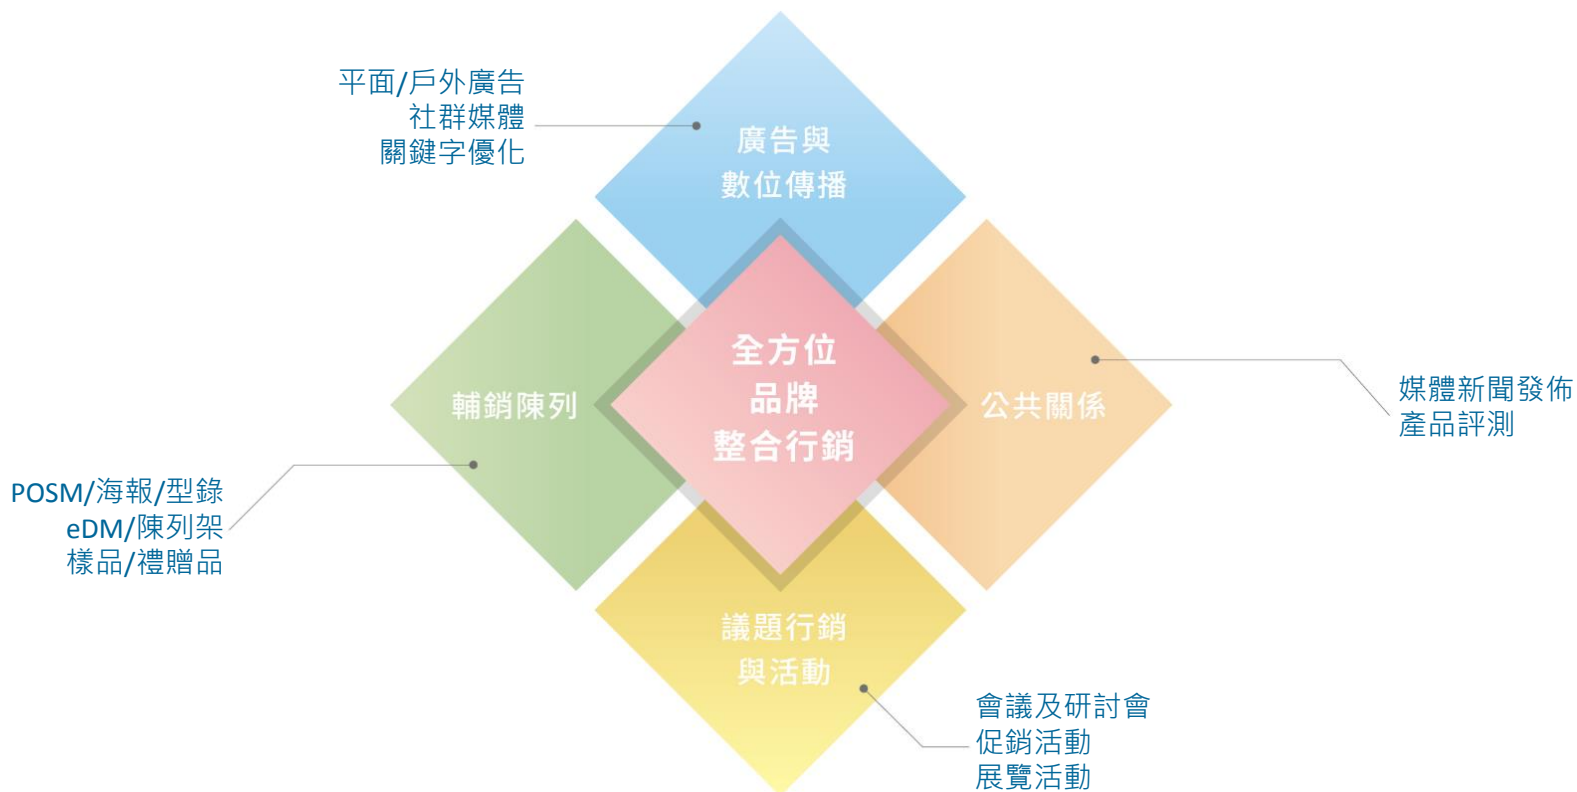 平面/戶外廣告
社群媒體
關鍵字優化
廣告與
數位傳播
全方位
品牌
整合行銷
輔銷陳列
公共關係
媒體新聞發佈
產品評測
POSM/海報/型錄
eDM/陳列架
樣品/禮贈品
議題行銷
與活動
會議及研討會
促銷活動
展覽活動